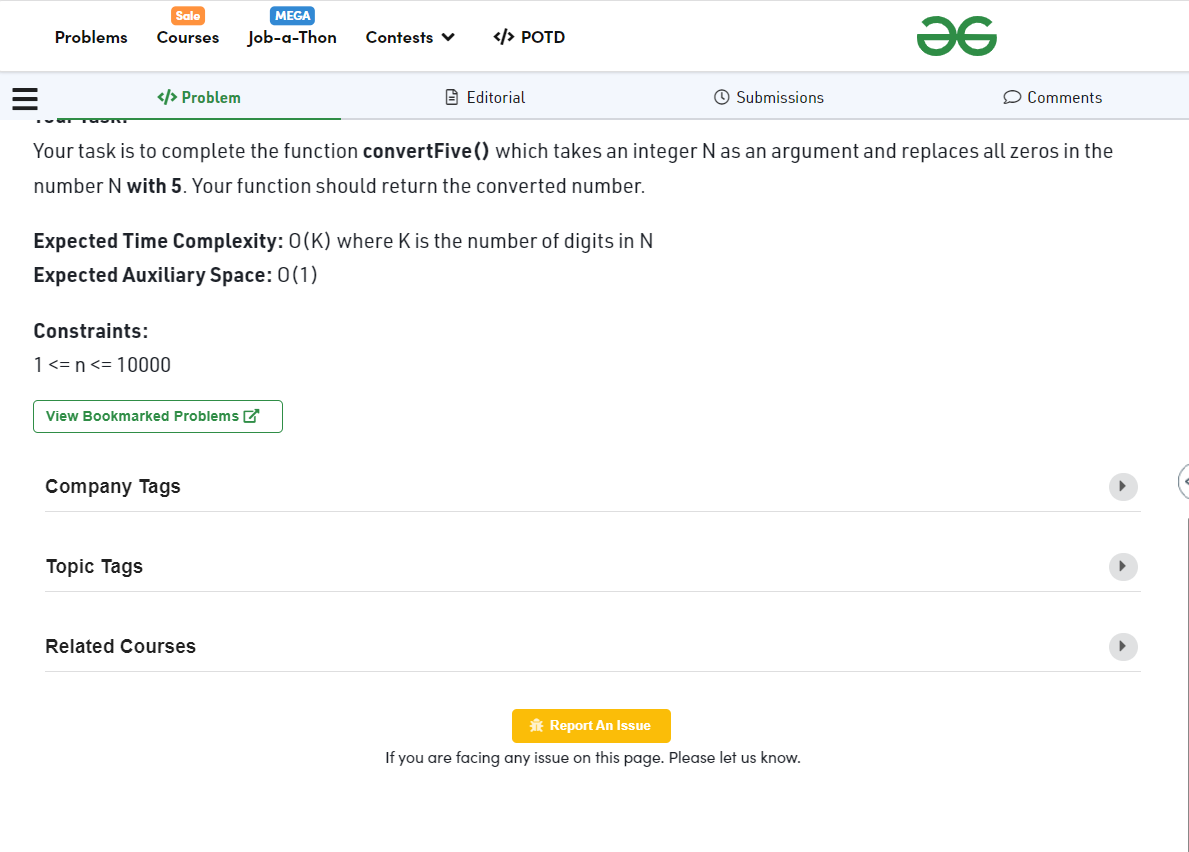 Sale
MEGA
Problems Courses Job-a-Thon Contests </> POTD
</> Problem Editorial Submissions Comments
Your Task:
Your task is to complete the function convertFive() which takes an integer N as an argument and replaces all zeros in the
number N with 5. Your function should return the converted number.
Expected Time Complexity: O(K) where K is the number of digits in N
Expected Auxiliary Space: O(1)
Constraints:
1 <= n <= 10000
View Bookmarked Problems
Company Tags
Topic Tags
Related Courses
Report An Issue
If you are facing any issue on this page. Please let us know.